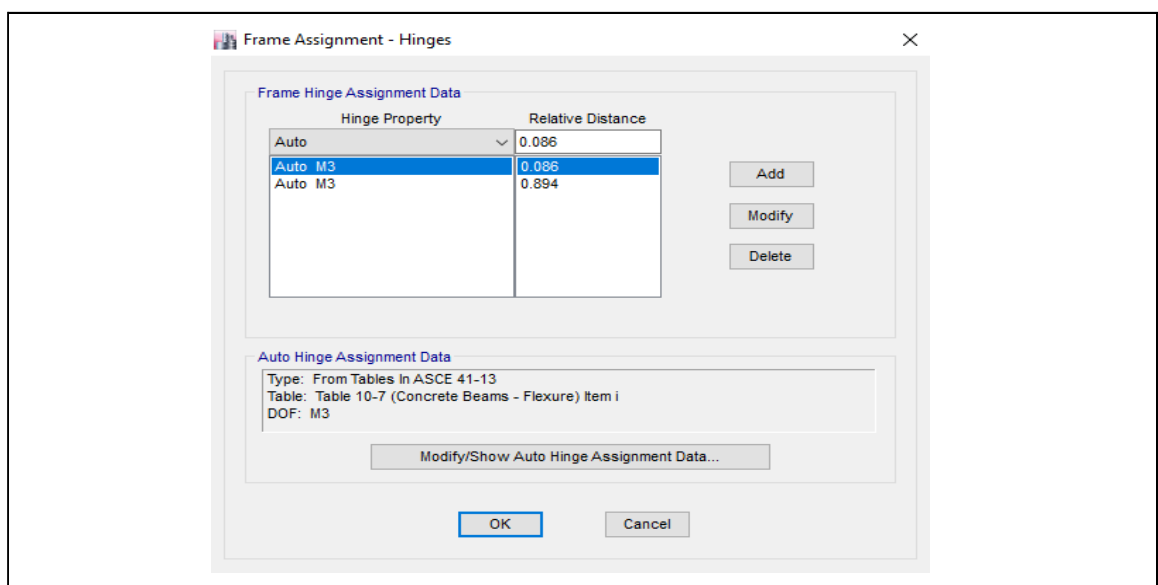 Frame Assignment - Hinges
Frame Hinge Assignment Data
Hinge Property Relative Distance
Auto 0.086
Auto M3 0.086
Auto M3 0.894
Add
Modify
Delete
Auto Hinge Assignment Data
Type: From Tables In ASCE 41-13
Table: Table 10-7 (Concrete Beams - Flexure) Item i
DOF: M3
Modify/Show Auto Hinge Assignment Data...
OK Cancel